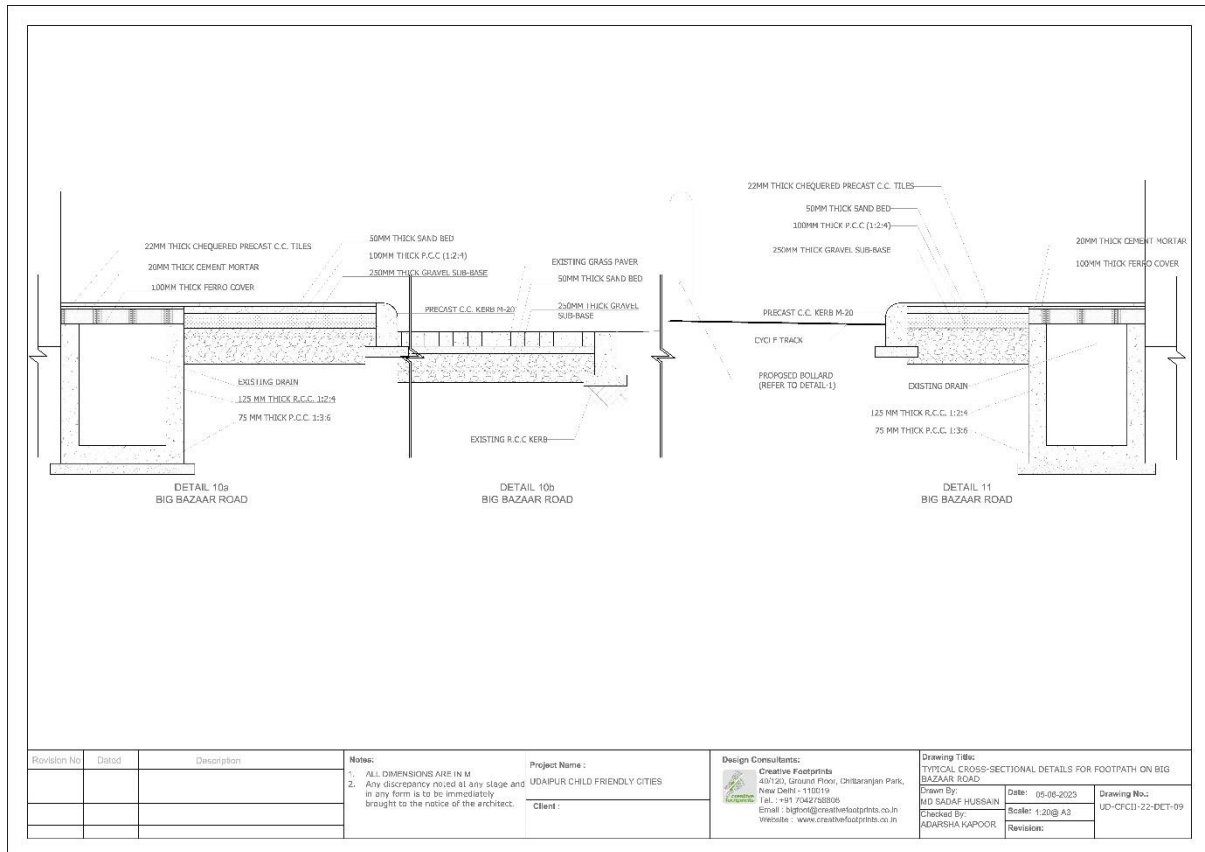 22MM THICK CHEQUERED PRECAST C.C. TILES
20MM THICK CEMENT MORTAR
100MM THICK FERRO COVER
50MM THICK SAND BED
100MM THICK P.C.C (1:2:4)
250MM THICK GRAVEL SUB-BASE
EXISTING DRAIN
125 MM THICK R.C.C. 1:2:4
75 MM THICK P.C.C. 1:3:6
DETAIL 10a
BIG BAZAAR ROAD
EXISTING GRASS PAVER
50MM THICK SAND BED
PRECAST C.C. KERB M-20
250MM THICK GRAVEL
SUB-BASE
EXISTING R.C.C KERB
DETAIL 10b
BIG BAZAAR ROAD
22MM THICK CHEQUERED PRECAST C.C. TILES
50MM THICK SAND BED
100MM THICK P.C.C (1:2:4)
250MM THICK GRAVEL SUB-BASE
20MM THICK CEMENT MORTAR
100MM THICK FERRO COVER
PRECAST C.C. KERB M-20
CYCLE TRACK
PROPOSED BOLLARD
(REFER TO DETAIL-1)
EXISTING DRAIN
125 MM THICK R.C.C. 1:2:4
75 MM THICK P.C.C. 1:3:6
DETAIL 11
BIG BAZAAR ROAD
Revision No
Dated
Description
Notes:
1. ALL DIMENSIONS ARE IN M
2. Any discrepancy noted at any stage and
in any form is to be immediately
brought to the notice of the architect.
Project Name :
UDAIPUR CHILD FRIENDLY CITIES
Client :
Design Consultants:
creative
footprints
Creative Footprints
40/120, Ground Floor, Chittaranjan Park,
New Delhi - 110019
Tel. : +91
Email : bigfoot@creativefootprints.co.in
Website : www.creativefootprints.co.in
Drawing Title:
TYPICAL CROSS-SECTIONAL DETAILS FOR FOOTPATH ON BIG
BAZAAR ROAD
Drawn By:
MD SADAF HUSSAIN
Checked By:
ADARSHA KAPOOR
Date: 05-06-2023
Scale: 1:20@ A3
Revision:
Drawing No.: